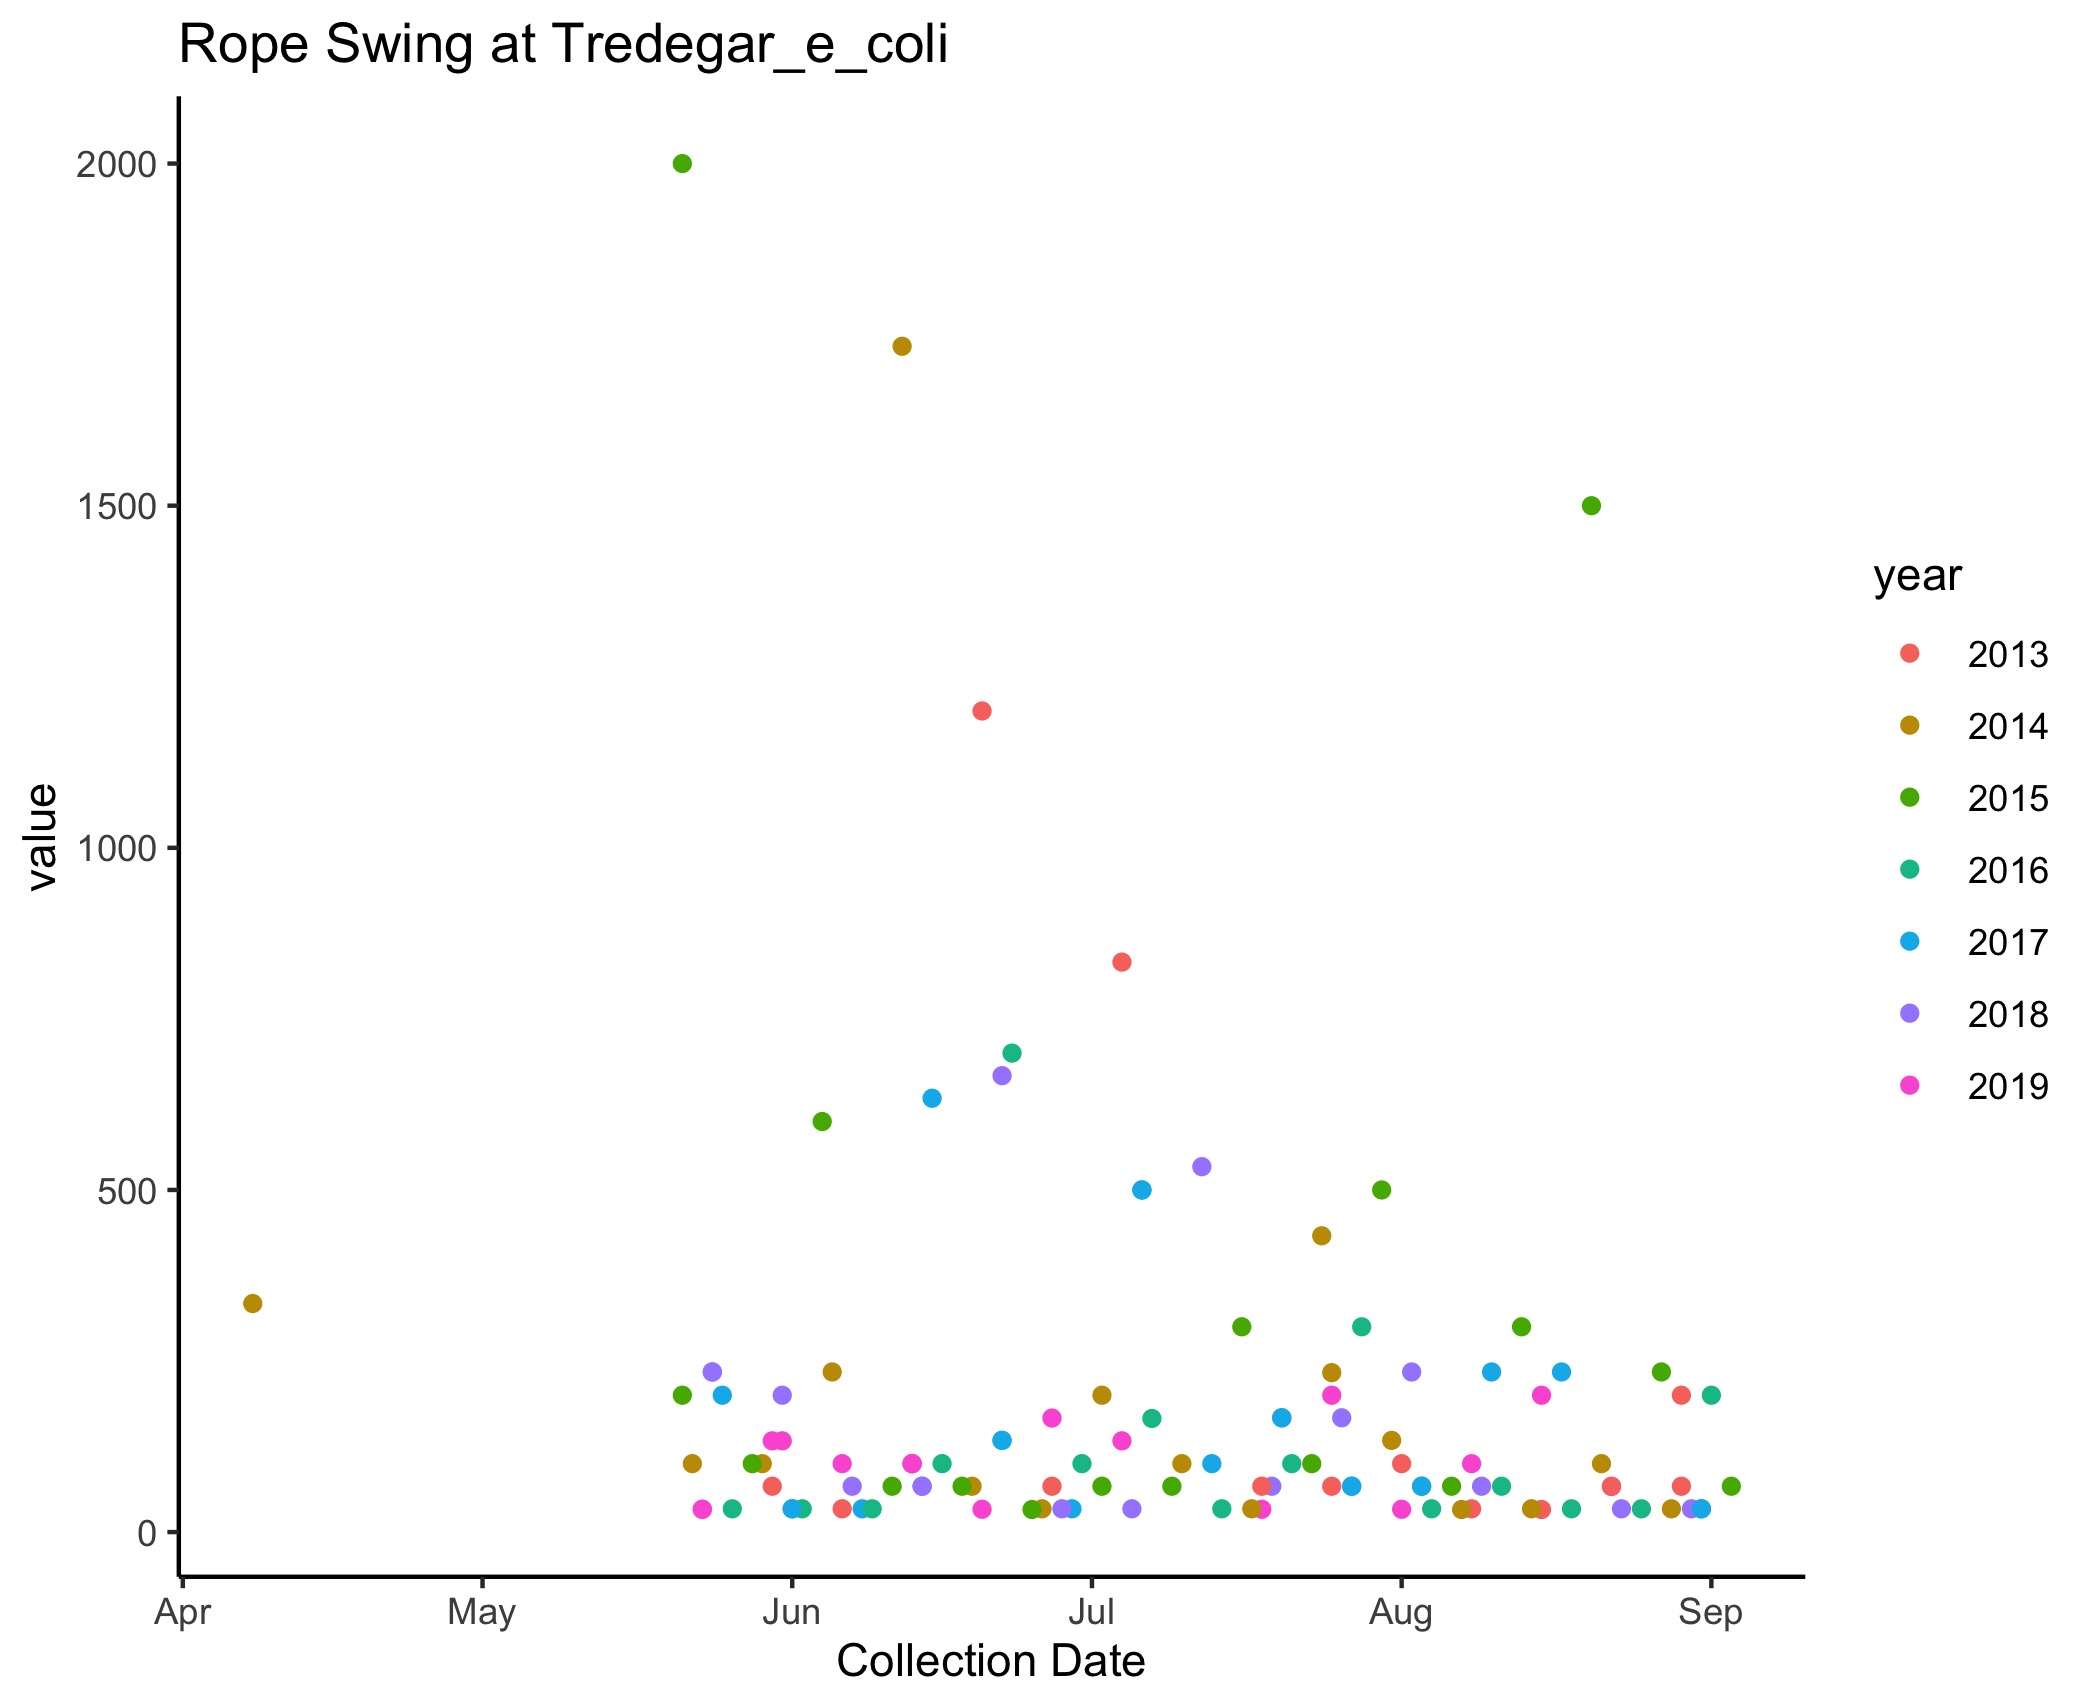 Rope Swing at Tredegar_e_coli
2000
1500
1000
500
0
value
Apr May Jun Jul Aug Sep
Collection Date
year
2013
2014
2015
2016
2017
2018
2019